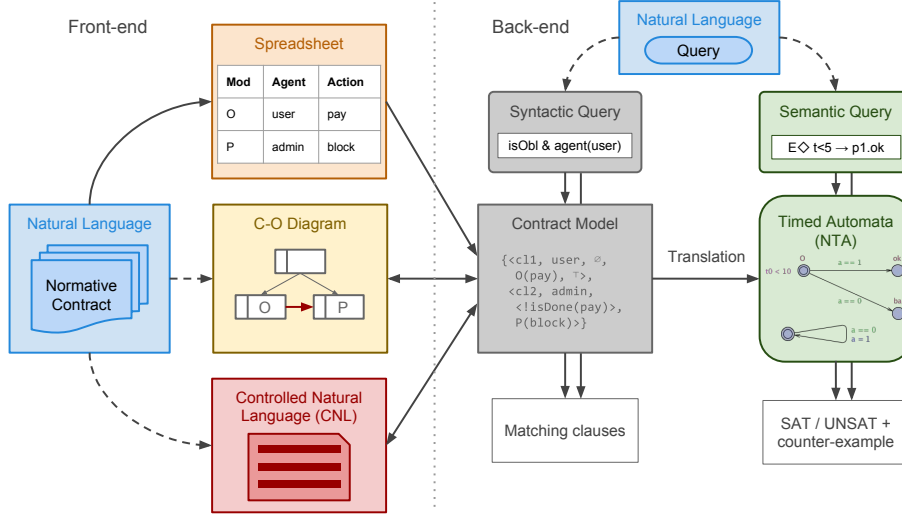 Front-end
Back-end
Spreadsheet
Mod Agent Action
O user pay
P admin block
Natural Language
Query
Syntactic Query
isObl & agent(user)
Semantic Query
E◇ t<5 → p1.ok
Natural Language
Normative
Contract
C-O Diagram
O
P
Contract Model
{<cl1, user, ∅,
O(pay), ⊤>,
<cl2, admin,
<!isDone(pay)>,
P(block)>}
Translation
Timed Automata
(NTA)
O
t0 < 10
a == 1
ok
a == 0
ba
a == 0
a = 1
Controlled Natural
Language (CNL)
Matching clauses
SAT / UNSAT +
counter-example